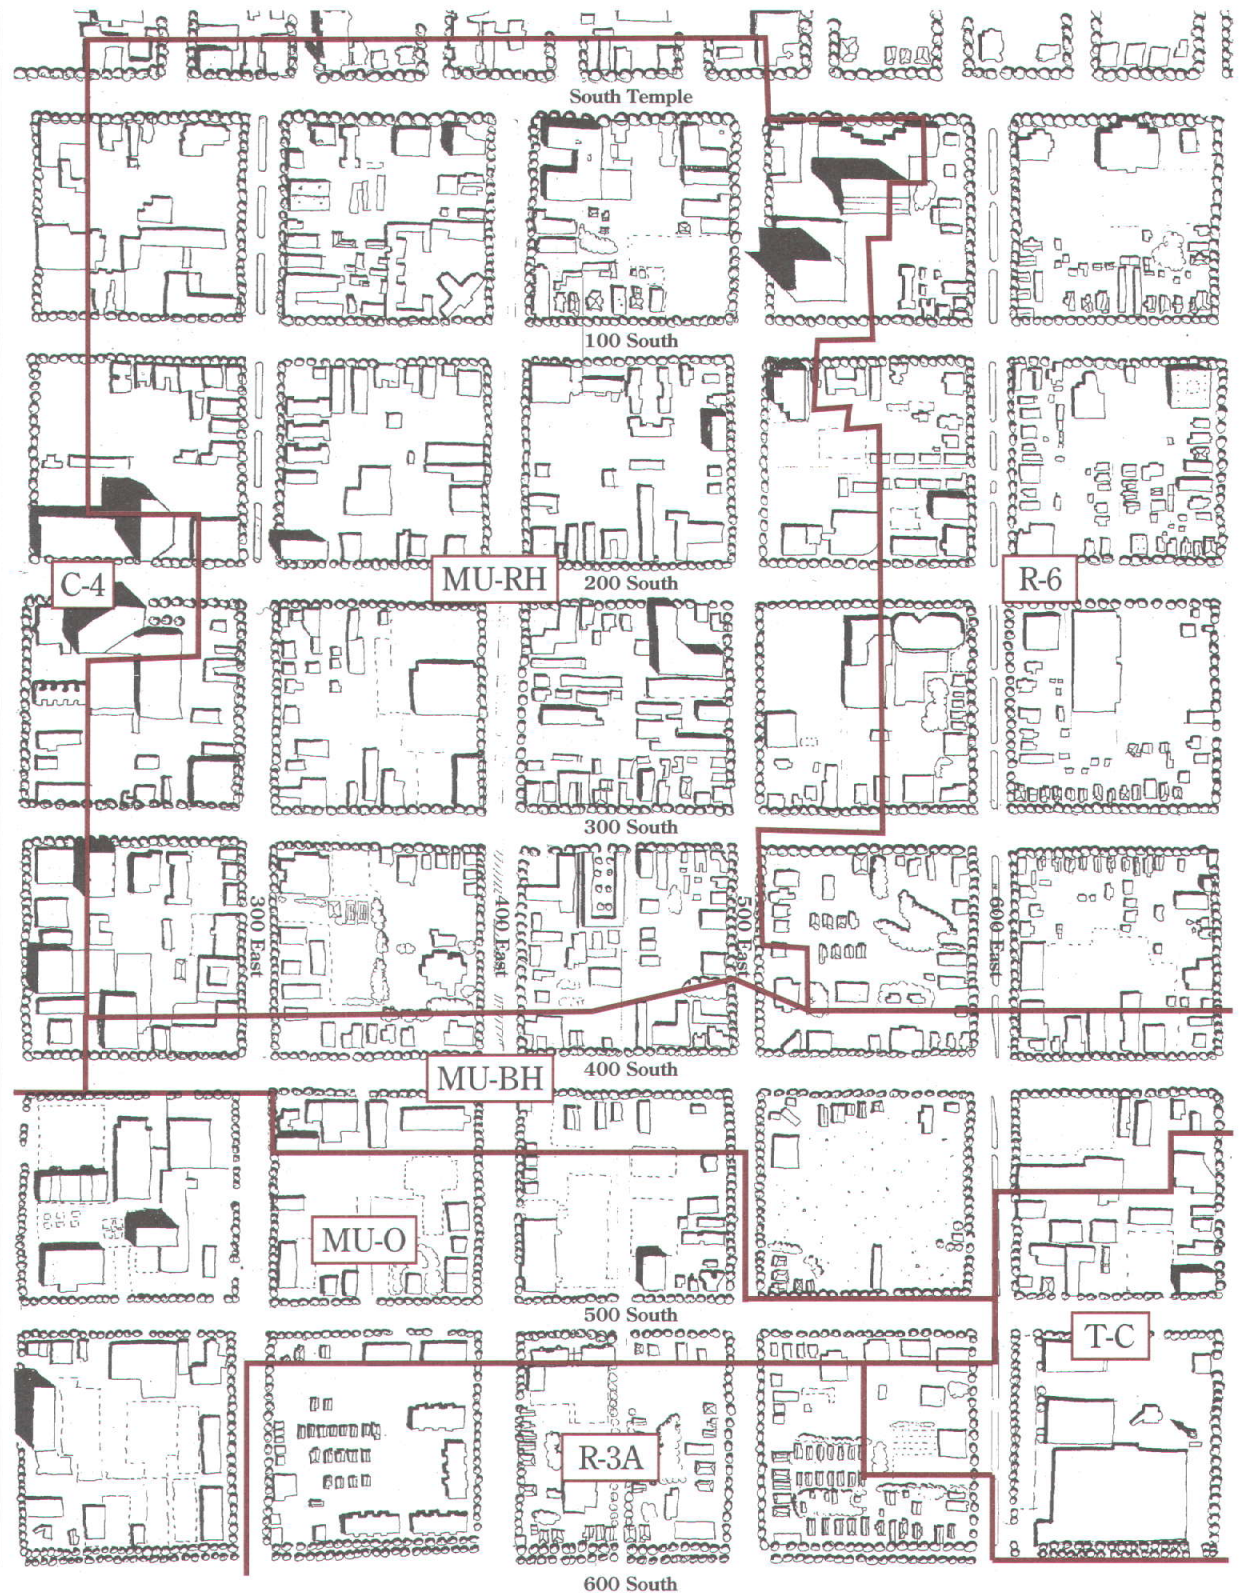 South Temple
100 South
C-4
MU-RH
200 South
R-6
300 South
300 East
400 East
500 East
600 East
MU-BH
400 South
MU-O
500 South
T-C
R-3A
600 South